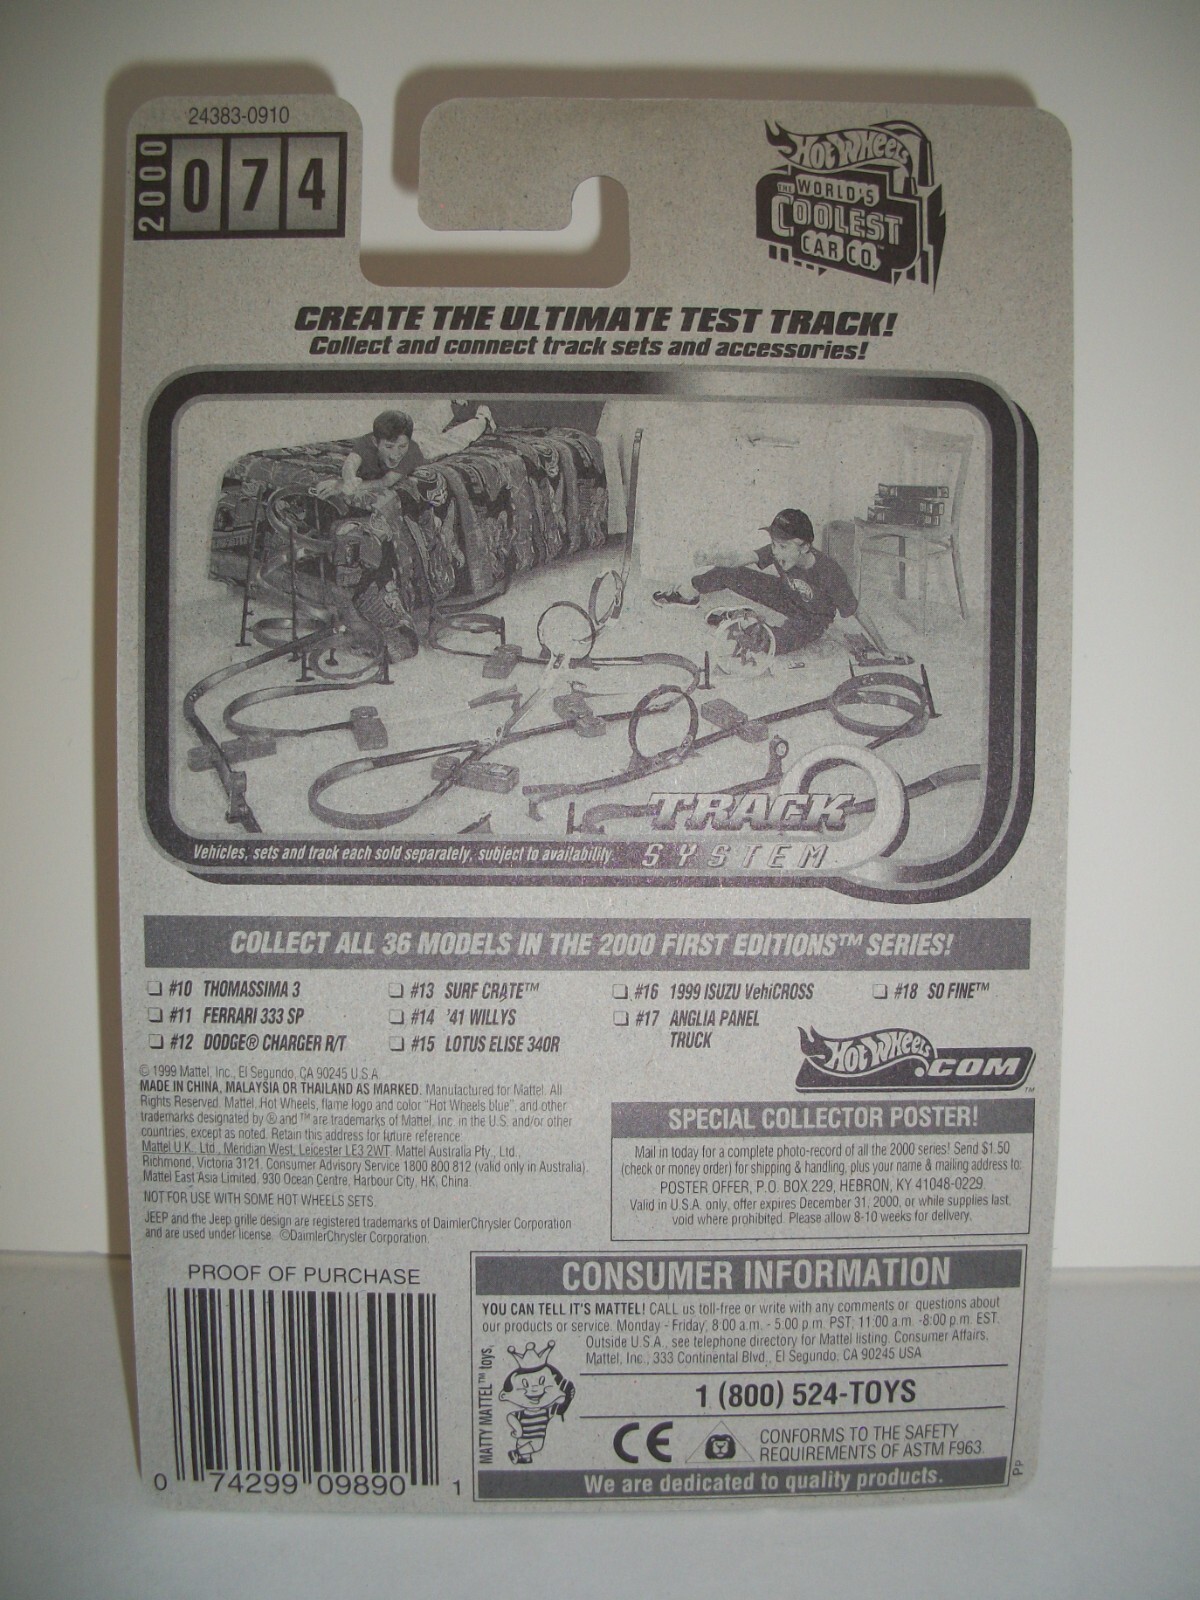 24383-0910
2000
074
Hot Wheels
THE WORLD'S
COOLEST
CAR CO.™
CREATE THE ULTIMATE TEST TRACK!
Collect and connect track sets and accessories!
TRACK
SYSTEM
Vehicles, sets and track each sold separately, subject to availability.
COLLECT ALL 36 MODELS IN THE 2000 FIRST EDITIONS™ SERIES!
#10 THOMASSIMA 3
#11 FERRARI 333 SP
#12 DODGE® CHARGER R/T
#13 SURF CRATE™
#14 '41 WILLYS
#15 LOTUS ELISE 340R
#16 1999 ISUZU VehiCROSS
#17 ANGLIA PANEL
TRUCK
#18 SO FINE™
Hot Wheels
.COM™
© 1999 Mattel, Inc., El Segundo, CA 90245 U.S.A.
MADE IN CHINA, MALAYSIA OR THAILAND AS MARKED. Manufactured for Mattel. All
Rights Reserved. Mattel, Hot Wheels, flame logo and color "Hot Wheels blue", and other
trademarks designated by ® and ™ are trademarks of Mattel, Inc. in the U.S. and/or other
countries, except as noted. Retain this address for future reference:
Mattel U.K. Ltd., Meridian West, Leicester LE3 2WT. Mattel Australia Pty., Ltd.,
Richmond, Victoria 3121. Consumer Advisory Service 1800 800 812 (valid only in Australia).
Mattel East Asia Limited, 930 Ocean Centre, Harbour City, HK, China.
NOT FOR USE WITH SOME HOT WHEELS SETS.
JEEP and the Jeep grille design are registered trademarks of DaimlerChrysler Corporation
and are used under license. ©DaimlerChrysler Corporation.
SPECIAL COLLECTOR POSTER!
Mail in today for a complete photo-record of all the 2000 series! Send $1.50
(check or money order) for shipping & handling, plus your name & mailing address to:
POSTER OFFER, P.O. BOX 229, HEBRON, KY 41048-0229.
Valid in U.S.A. only, offer expires December 31, 2000, or while supplies last,
void where prohibited. Please allow 8-10 weeks for delivery.
PROOF OF PURCHASE
0 74299 09890 1
CONSUMER INFORMATION
YOU CAN TELL IT'S MATTEL! CALL us toll-free or write with any comments or questions about
our products or service. Monday - Friday, 8:00 a.m. - 5:00 p.m. PST; 11:00 a.m. -8:00 p.m. EST.
Outside U.S.A., see telephone directory for Mattel listing. Consumer Affairs,
Mattel, Inc., 333 Continental Blvd., El Segundo, CA 90245 USA
MATTY MATTEL™ toys,
1 (800) 524-TOYS
CE
CONFORMS TO THE SAFETY
REQUIREMENTS OF ASTM F963.
We are dedicated to quality products.
PP